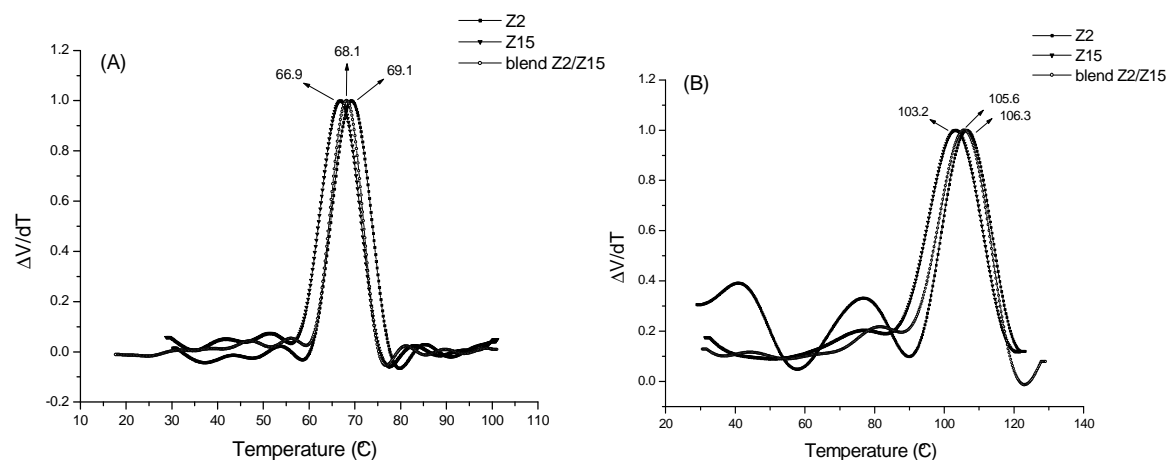 Z2
Z15
blend Z2/Z15
(A)
66.9
68.1
69.1
1.2
1.0
0.8
0.6
0.4
0.2
0.0
-0.2
ΔV/dT
10 20 30 40 50 60 70 80 90 100 110
Temperature (ºC)
Z2
Z15
blend Z2/Z15
(B)
103.2
105.6
106.3
1.2
1.0
0.8
0.6
0.4
0.2
0.0
ΔV/dT
20 40 60 80 100 120 140
Temperature (ºC)